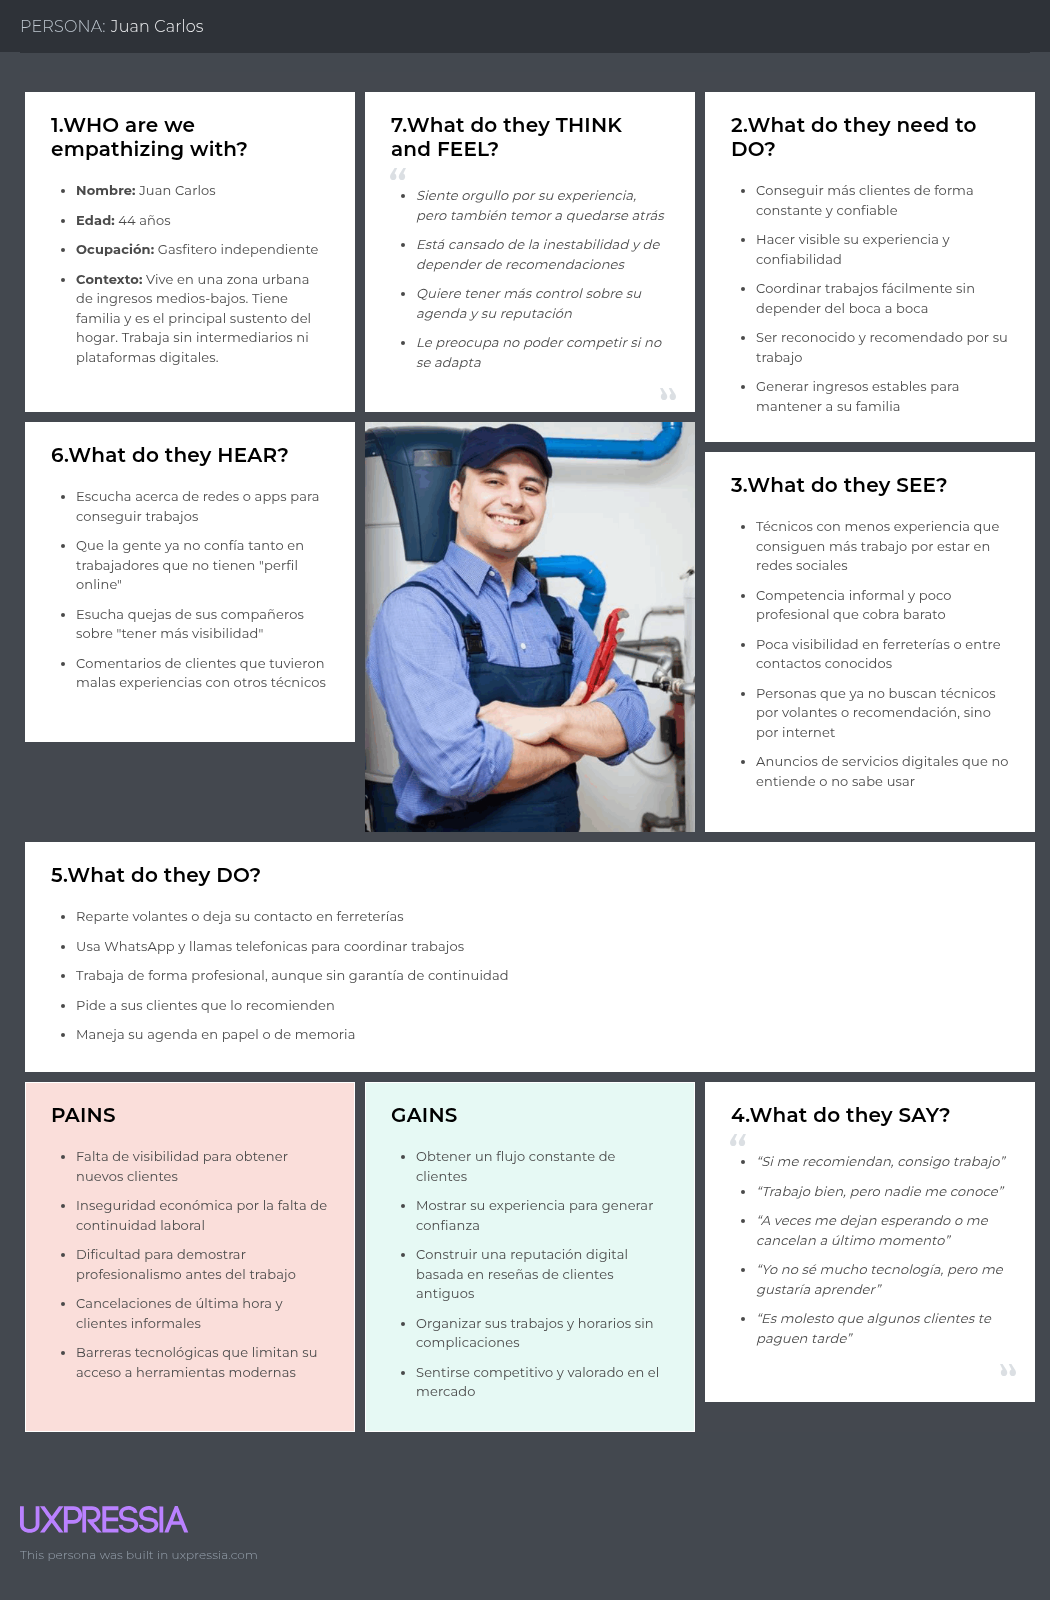 PERSONA: Juan Carlos
1.WHO are we
empathizing with?
Nombre: Juan Carlos
Edad: 44 años
Ocupación: Gasfitero independiente
Contexto: Vive en una zona urbana
de ingresos medios-bajos. Tiene
familia y es el principal sustento del
hogar. Trabaja sin intermediarios ni
plataformas digitales.
7.What do they THINK
and FEEL?
“
Siente orgullo por su experiencia,
pero también temor a quedarse atrás
Está cansado de la inestabilidad y de
depender de recomendaciones
Quiere tener más control sobre su
agenda y su reputación
Le preocupa no poder competir si no
se adapta
”
2.What do they need to
DO?
Conseguir más clientes de forma
constante y confiable
Hacer visible su experiencia y
confiabilidad
Coordinar trabajos fácilmente sin
depender del boca a boca
Ser reconocido y recomendado por su
trabajo
Generar ingresos estables para
mantener a su familia
6.What do they HEAR?
Escucha acerca de redes o apps para
conseguir trabajos
Que la gente ya no confía tanto en
trabajadores que no tienen "perfil
online"
Esucha quejas de sus compañeros
sobre "tener más visibilidad"
Comentarios de clientes que tuvieron
malas experiencias con otros técnicos
3.What do they SEE?
Técnicos con menos experiencia que
consiguen más trabajo por estar en
redes sociales
Competencia informal y poco
profesional que cobra barato
Poca visibilidad en ferreterías o entre
contactos conocidos
Personas que ya no buscan técnicos
por volantes o recomendación, sino
por internet
Anuncios de servicios digitales que no
entiende o no sabe usar
5.What do they DO?
Reparte volantes o deja su contacto en ferreterías
Usa WhatsApp y llamas telefonicas para coordinar trabajos
Trabaja de forma profesional, aunque sin garantía de continuidad
Pide a sus clientes que lo recomienden
Maneja su agenda en papel o de memoria
PAINS
Falta de visibilidad para obtener
nuevos clientes
Inseguridad económica por la falta de
continuidad laboral
Dificultad para demostrar
profesionalismo antes del trabajo
Cancelaciones de última hora y
clientes informales
Barreras tecnológicas que limitan su
acceso a herramientas modernas
GAINS
Obtener un flujo constante de
clientes
Mostrar su experiencia para generar
confianza
Construir una reputación digital
basada en reseñas de clientes
antiguos
Organizar sus trabajos y horarios sin
complicaciones
Sentirse competitivo y valorado en el
mercado
4.What do they SAY?
“
“Si me recomiendan, consigo trabajo”
“Trabajo bien, pero nadie me conoce”
“A veces me dejan esperando o me
cancelan a último momento”
“Yo no sé mucho tecnología, pero me
gustaría aprender”
“Es molesto que algunos clientes te
paguen tarde”
”
UXPRESSIA
This persona was built in uxpressia.com